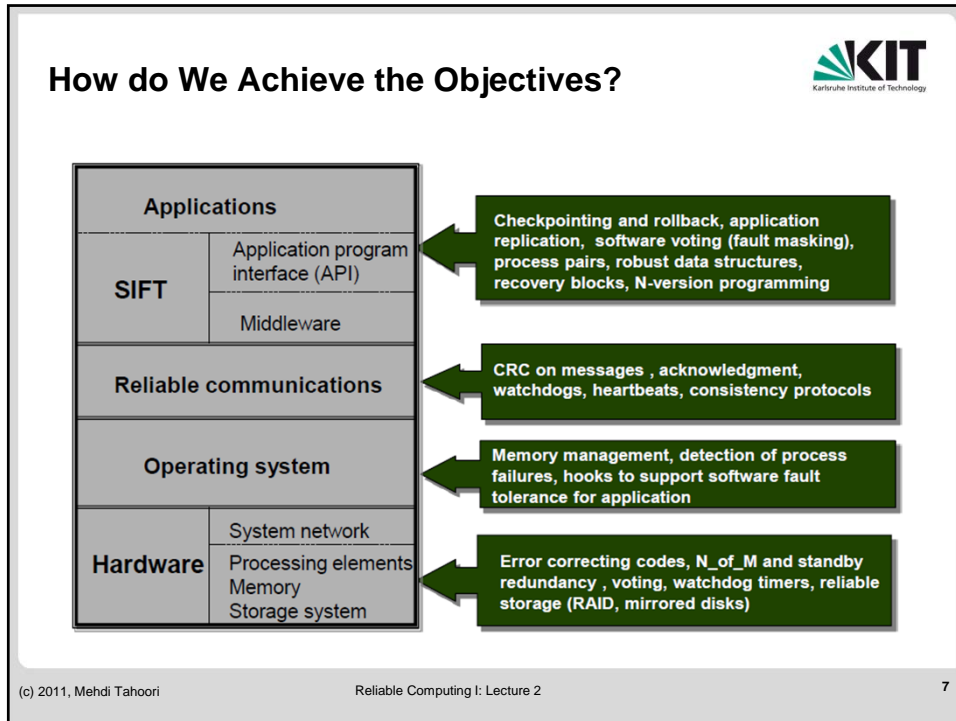 How do We Achieve the Objectives?
KIT
Karlsruhe Institute of Technology
Applications
SIFT
Application program
interface (API)
Middleware
Checkpointing and rollback, application
replication, software voting (fault masking),
process pairs, robust data structures,
recovery blocks, N-version programming
Reliable communications
CRC on messages , acknowledgment,
watchdogs, heartbeats, consistency protocols
Operating system
Memory management, detection of process
failures, hooks to support software fault
tolerance for application
Hardware
System network
Processing elements
Memory
Storage system
Error correcting codes, N_of_M and standby
redundancy , voting, watchdog timers, reliable
storage (RAID, mirrored disks)
(c) 2011, Mehdi Tahoori
Reliable Computing I: Lecture 2
7